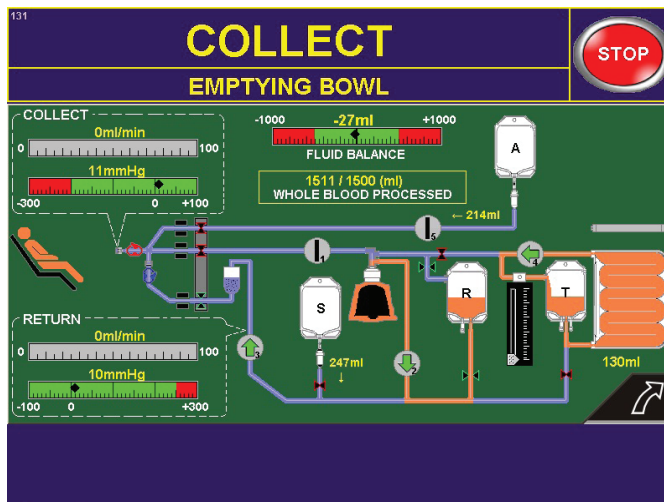 131
COLLECT
STOP
EMPTYING BOWL
COLLECT
0ml/min
0 100
11mmHg
-300 0 +100
-1000 -27ml +1000
FLUID BALANCE
1511 / 1500 (ml)
WHOLE BLOOD PROCESSED
A
← 214ml
5
1
4
S
R
T
3
2
247ml
↓
130ml
RETURN
0ml/min
0 100
10mmHg
-100 0 +300